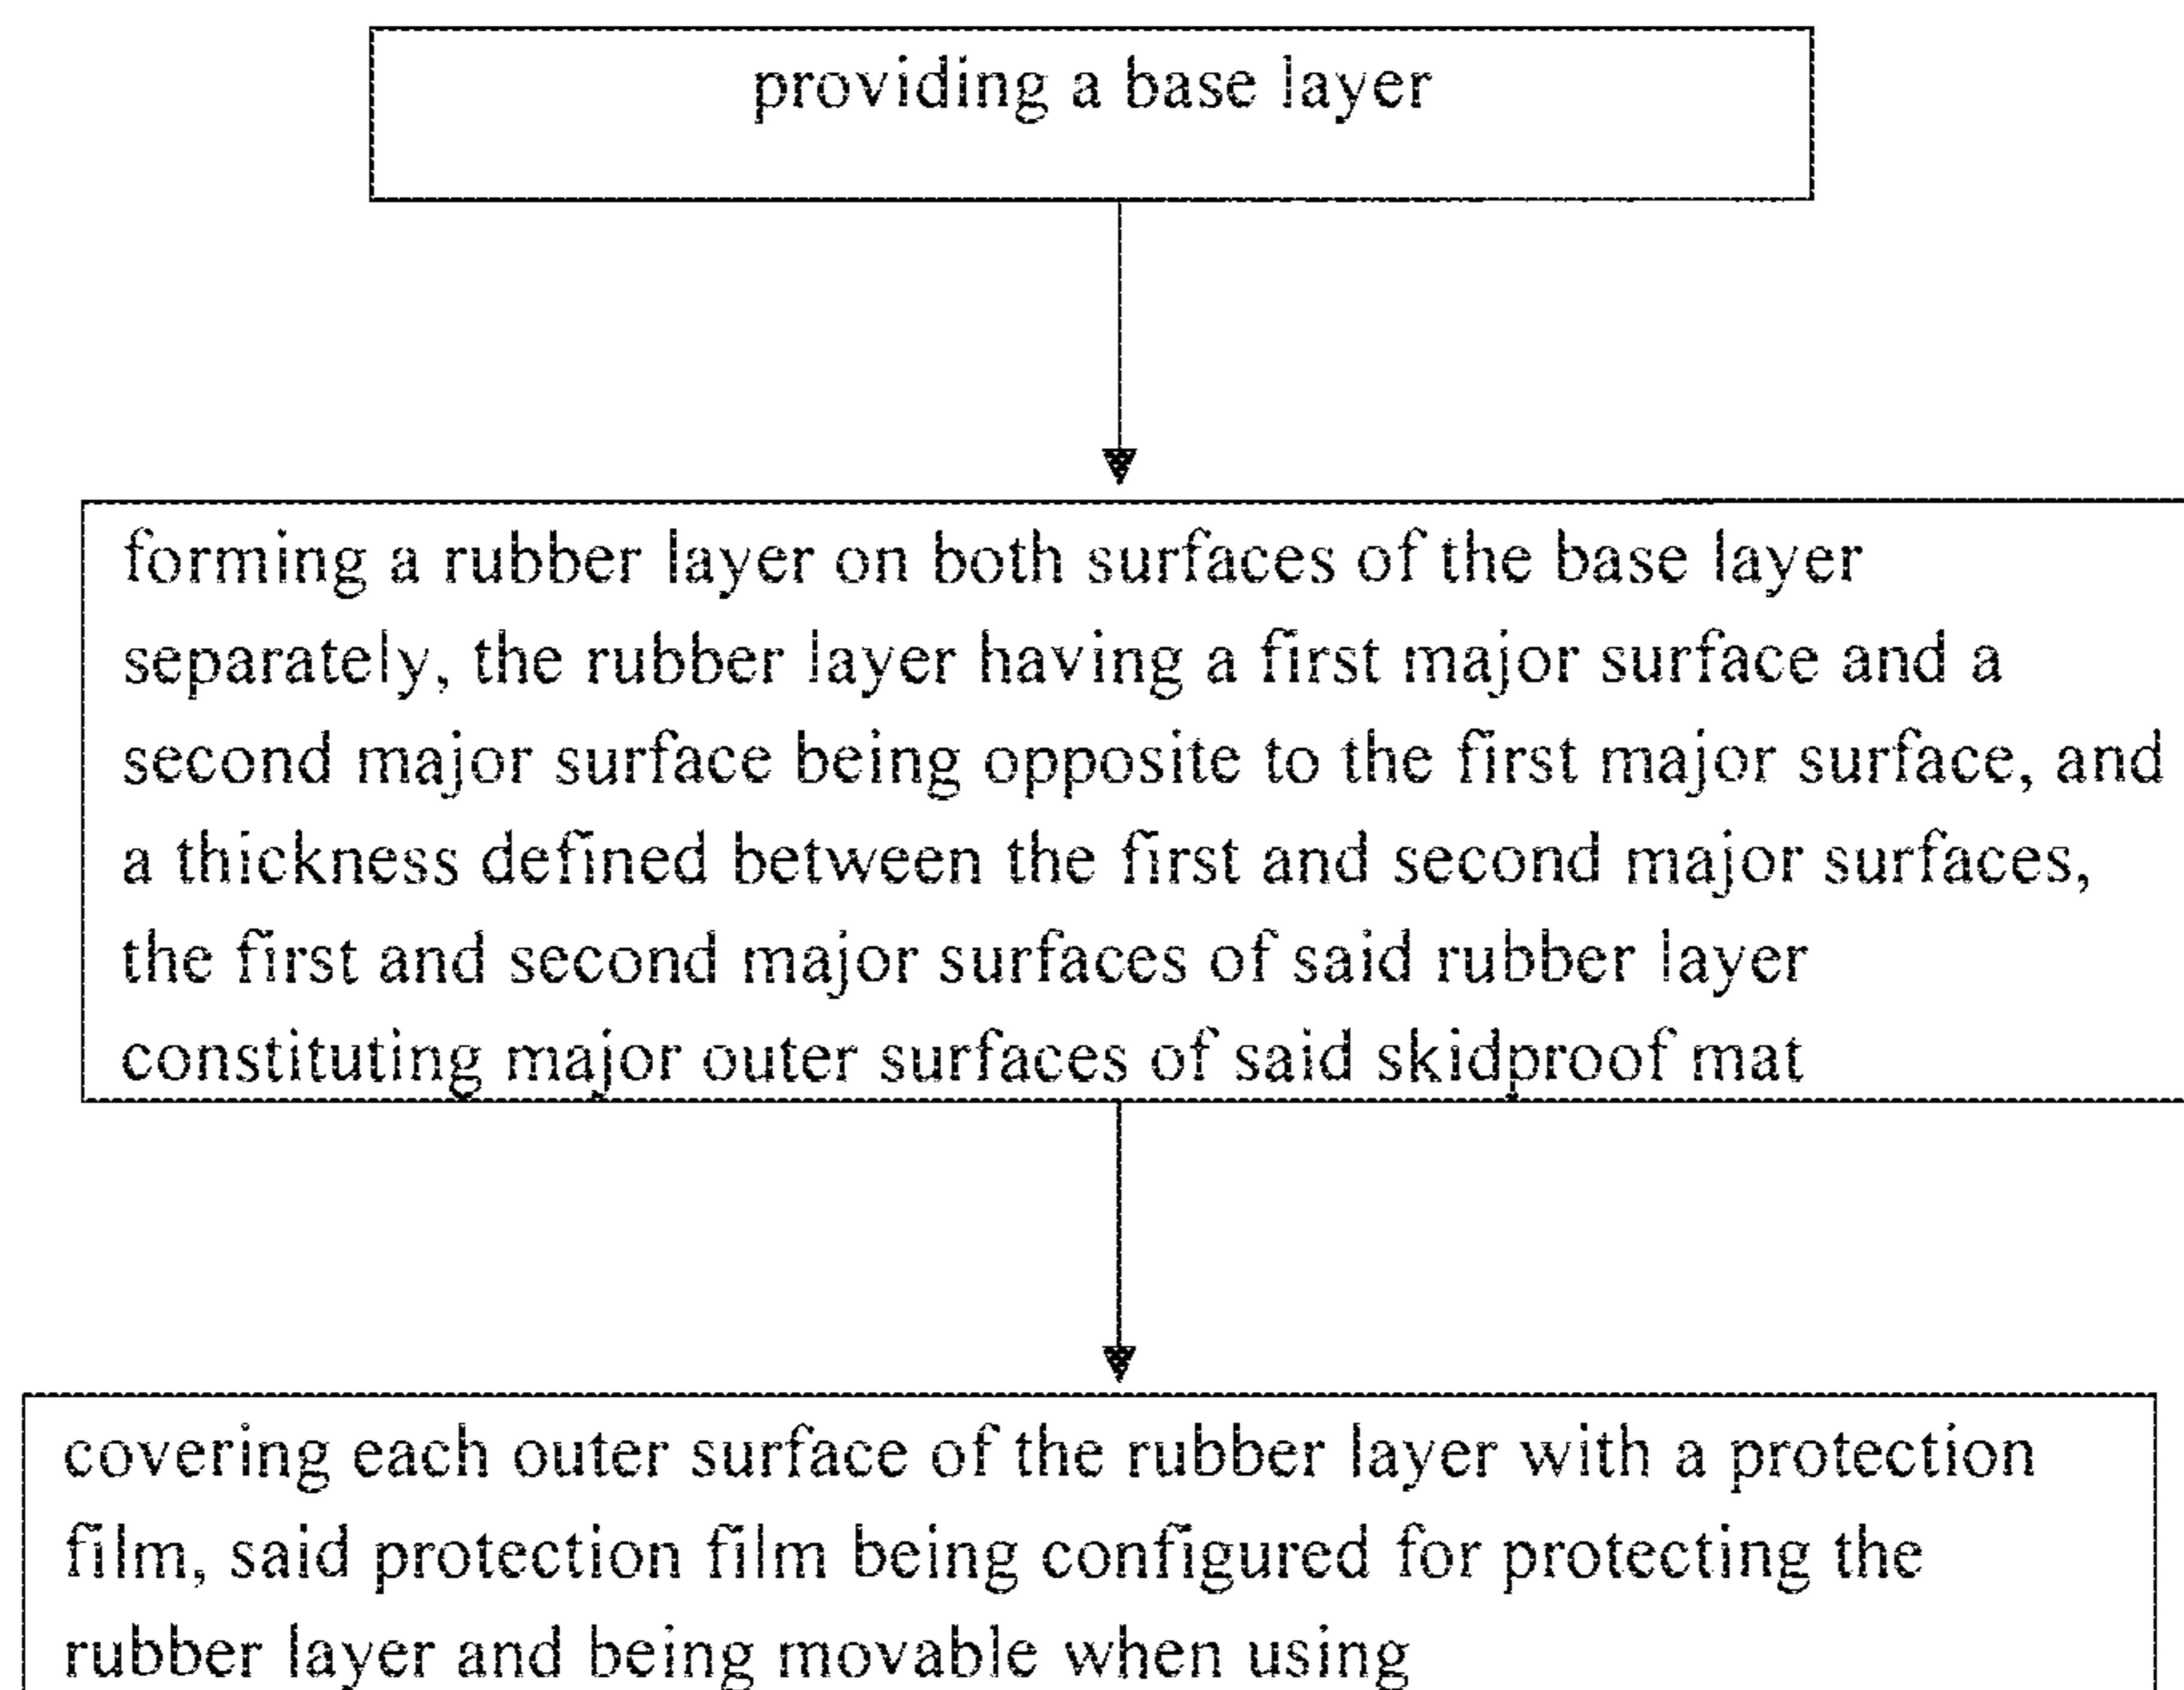 providing a base layer
forming a rubber layer on both surfaces of the base layer
separately, the rubber layer having a first major surface and a
second major surface being opposite to the first major surface, and
a thickness defined between the first and second major surfaces,
the first and second major surfaces of said rubber layer
constituting major outer surfaces of said skidproof mat
covering each outer surface of the rubber layer with a protection
film, said protection film being configured for protecting the
rubber layer and being movable when using